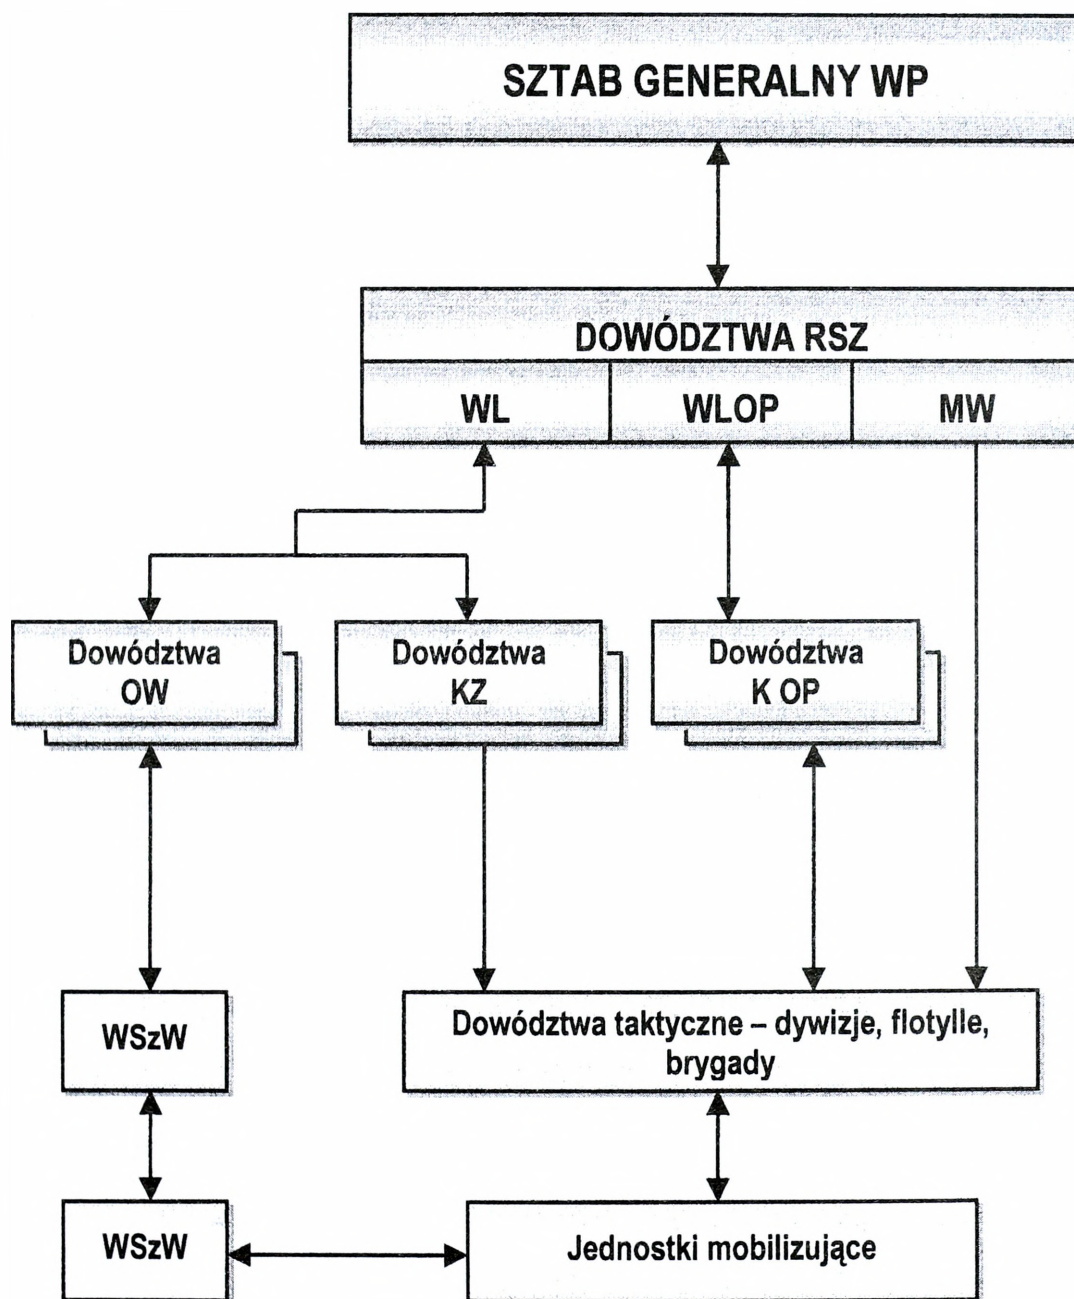 SZTAB GENERALNY WP
DOWÓDZTWA RSZ
WL
WLOP
MW
Dowództwa
OW
Dowództwa
KZ
Dowództwa
K OP
WSzW
Dowództwa taktyczne – dywizje, flotylle,
brygady
WSzW
Jednostki mobilizujące